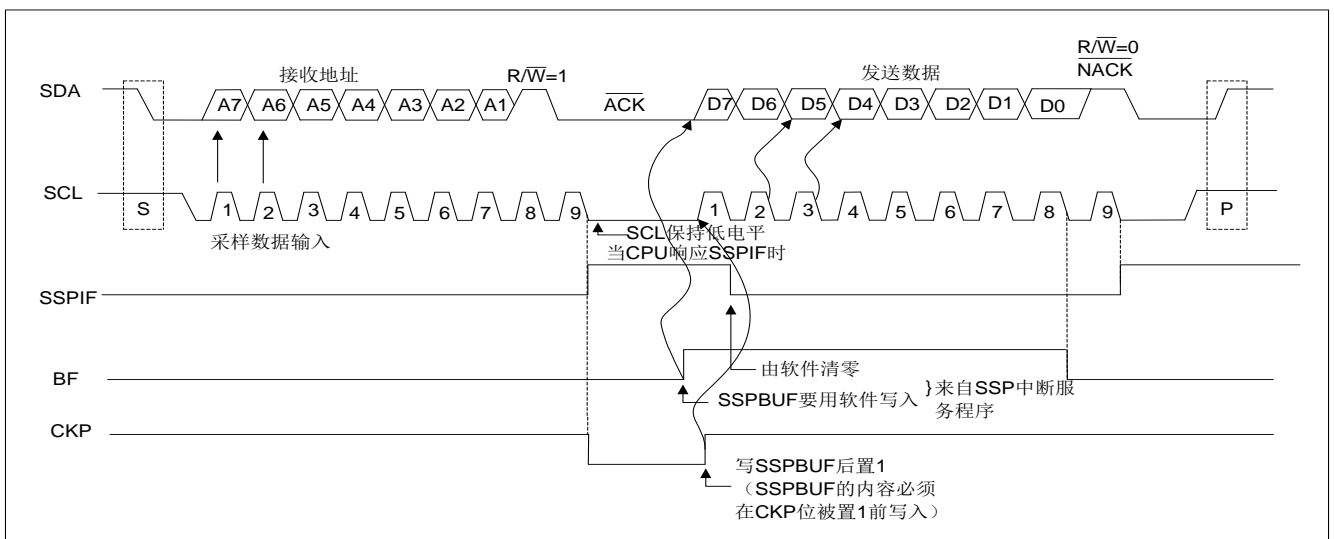 R/W̅=0
接收地址 R/W̅=1 发送数据 N̅A̅C̅K̅
SDA A7 A6 A5 A4 A3 A2 A1 A̅C̅K̅ D7 D6 D5 D4 D3 D2 D1 D0
SCL S 1 2 3 4 5 6 7 8 9 1 2 3 4 5 6 7 8 9 P
采样数据输入 SCL保持低电平
当CPU响应SSPIF时
SSPIF
由软件清零
BF
SSPBUF要用软件写入 }来自SSP中断服
务程序
CKP
写SSPBUF后置1
（SSPBUF的内容必须
在CKP位被置1前写入）